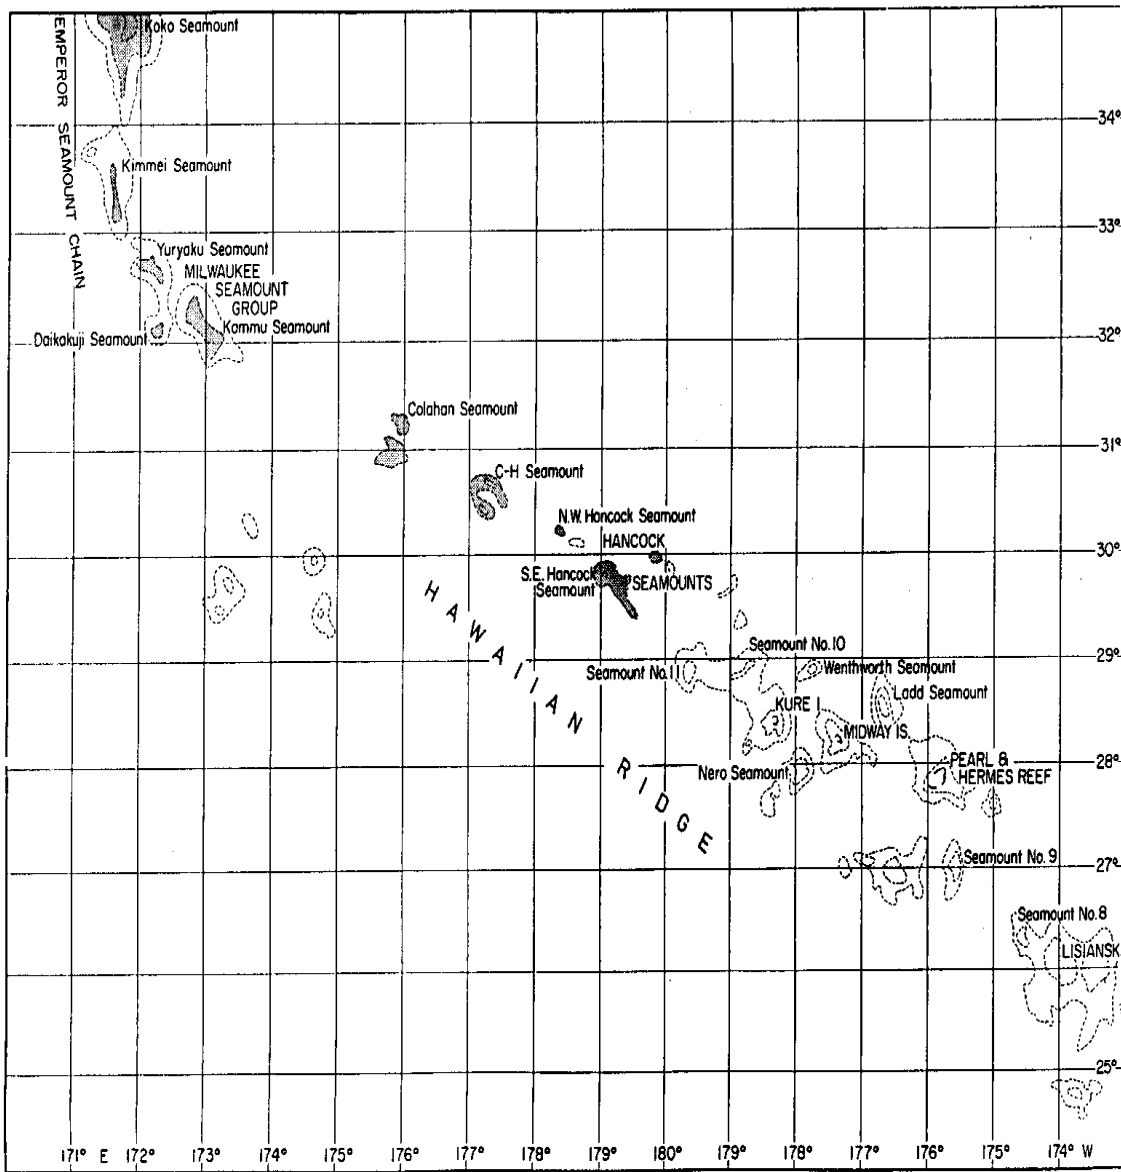 EMPEROR SEAMOUNT CHAIN
Koko Seamount
34°
Kimmei Seamount
33°
Yuryaku Seamount
MILWAUKEE
SEAMOUNT
GROUP
Kammu Seamount
Daikakuji Seamount
32°
Colahan Seamount
31°
C-H Seamount
N.W. Hancock Seamount
HANCOCK
30°
S.E. Hancock
Seamount
SEAMOUNTS
HAWAIIAN RIDGE
Seamount No.10
29°
Seamount No.11
Wenthworth Seamount
Ladd Seamount
KURE I.
MIDWAY IS.
28°
Nero Seamount
PEARL &
HERMES REEF
27°
Seamount No.9
Seamount No.8
LISIANSK
26°
25°
171° E 172° 173° 174° 175° 176° 177° 178° 179° 180° 179° 178° 177° 176° 175° 174° W